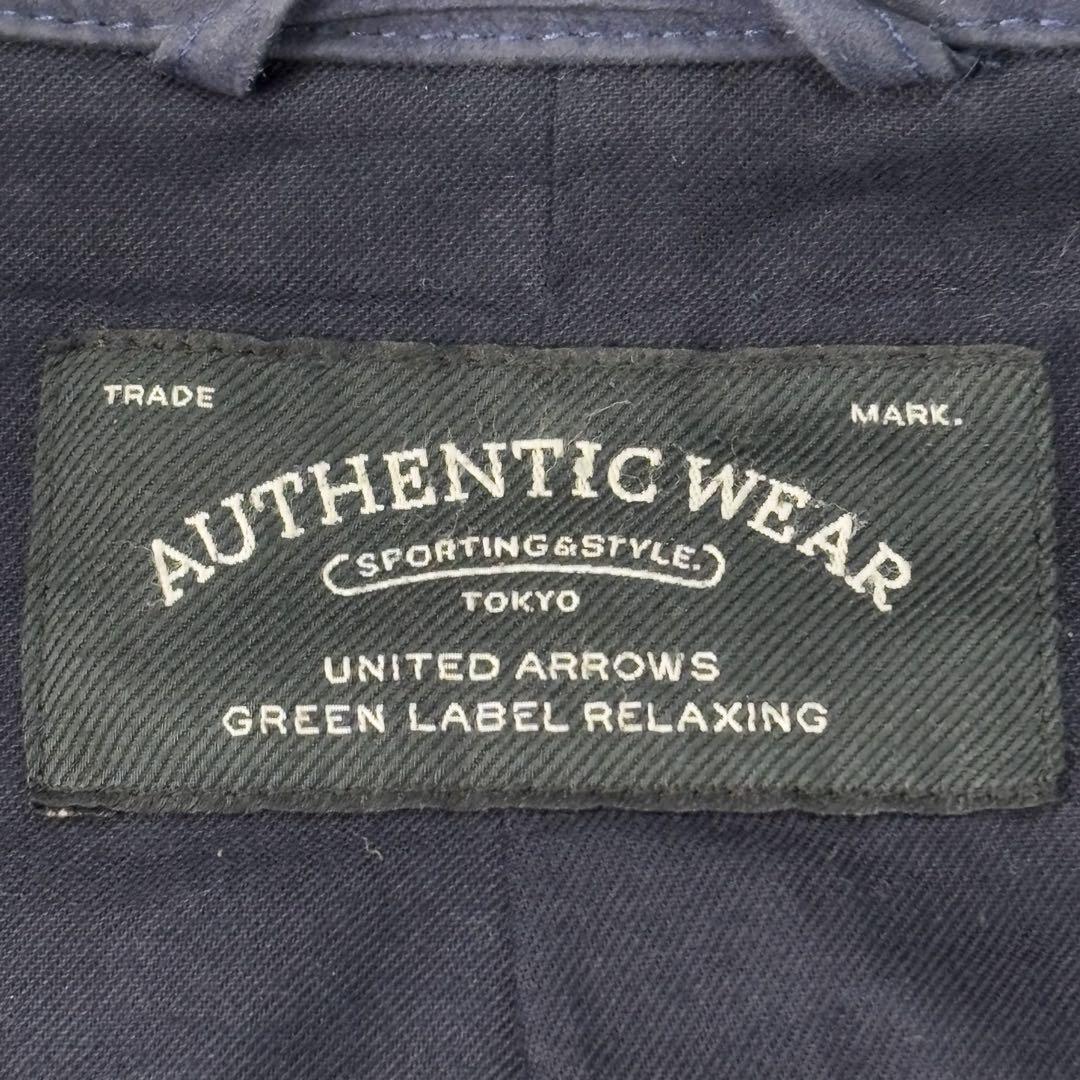 TRADE MARK.
AUTHENTIC WEAR
SPORTING&STYLE.
TOKYO
UNITED ARROWS
GREEN LABEL RELAXING